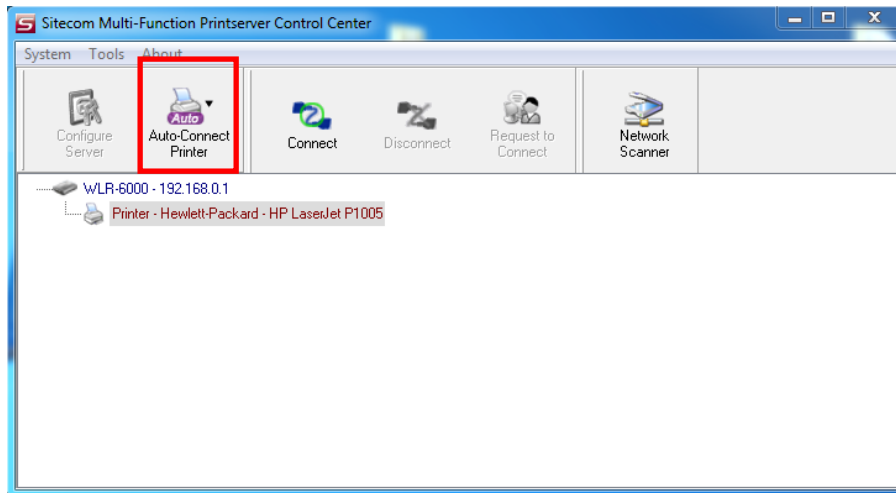 Sitecom Multi-Function Printserver Control Center
System Tools About
Configure Server
Auto
Auto-Connect Printer
Connect
Disconnect
Request to Connect
Network Scanner
WLR-6000 - 192.168.0.1
Printer - Hewlett-Packard - HP LaserJet P1005